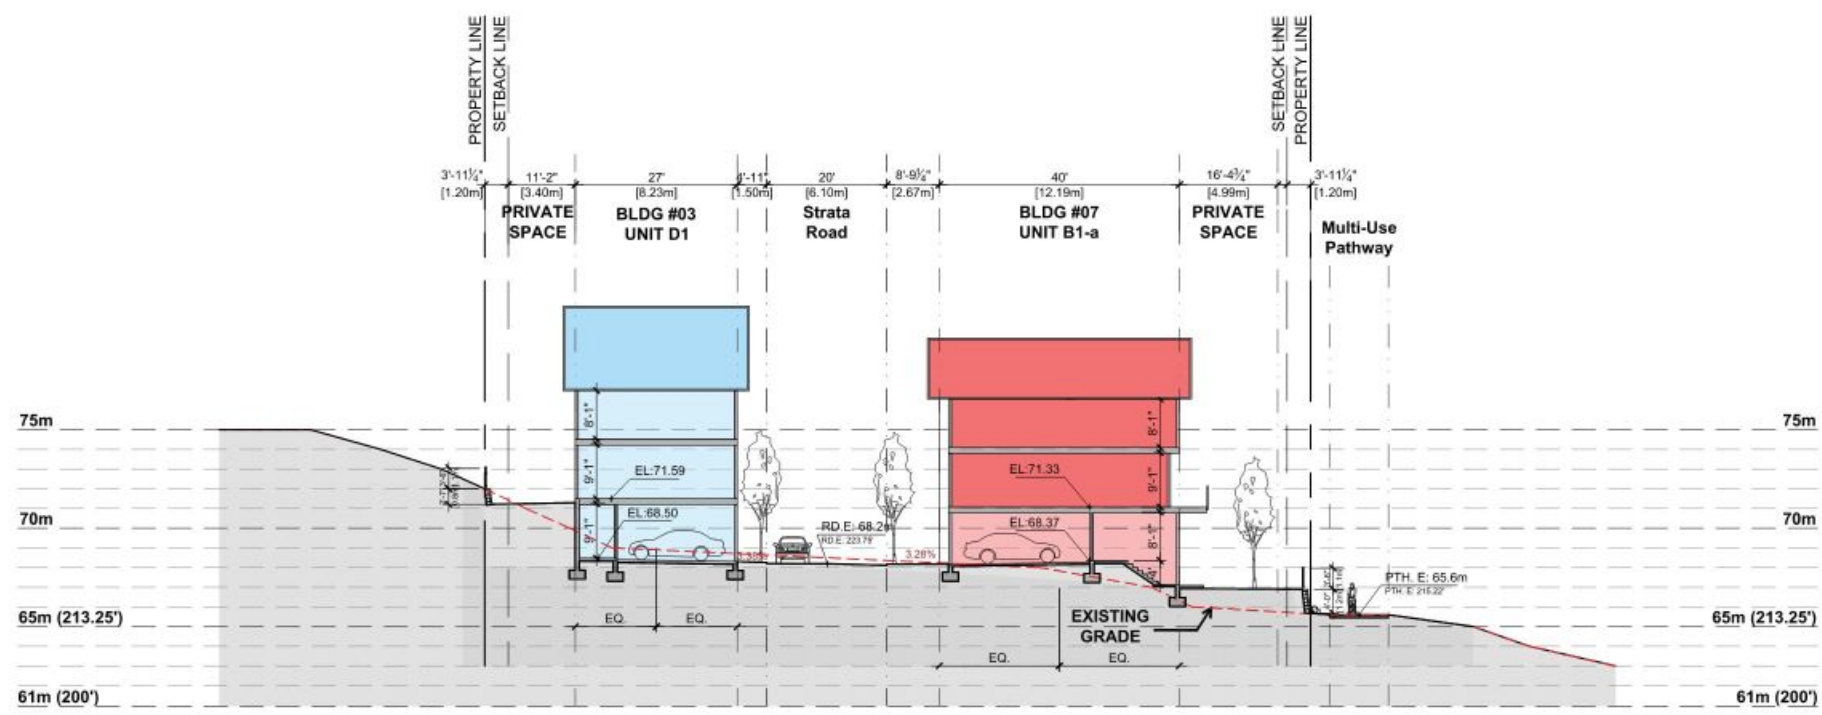 PROPERTY LINE
SETBACK LINE
SETBACK LINE
PROPERTY LINE
3'-11¼"
[1.20m]
11'-2"
[3.40m]
27'
[8.23m]
[1.50m]
20'
[6.10m]
8'-9¼"
[2.67m]
40'
[12.19m]
16'-4¾"
[4.99m]
3'-11¼"
[1.20m]
PRIVATE
SPACE
BLDG #03
UNIT D1
Strata
Road
BLDG #07
UNIT B1-a
PRIVATE
SPACE
Multi-Use
Pathway
75m
75m
8'-1"
8'-1"
EL:71.59
EL:71.33
9'-1"
9'-1"
70m
70m
EL:68.50
EL:68.37
9'-1"
8'-1"
RD.E: 68.2m
3.28%
4'
PTH. E: 65.6m
PTH. E: 215.22'
65m (213.25')
65m (213.25')
EQ.
EQ.
EXISTING
GRADE
EQ.
EQ.
61m (200')
61m (200')